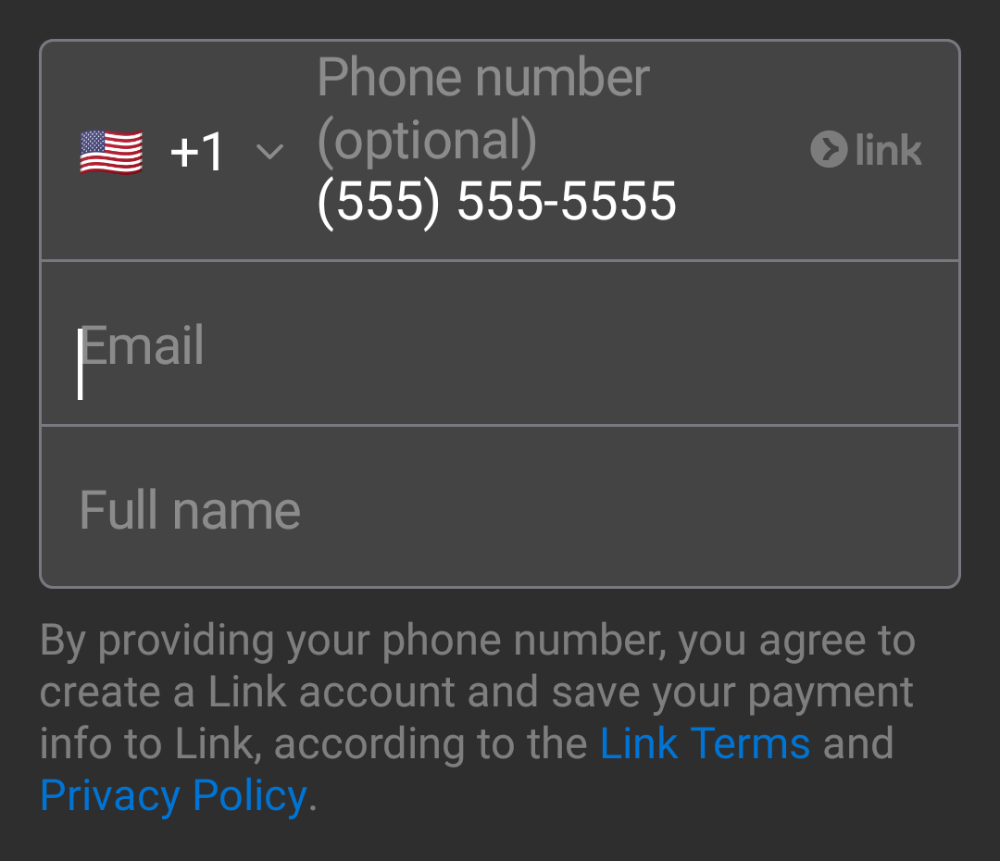 Phone number
(optional)
+1
(555) 555-5555
link
Email
Full name
By providing your phone number, you agree to
create a Link account and save your payment
info to Link, according to the Link Terms and
Privacy Policy.